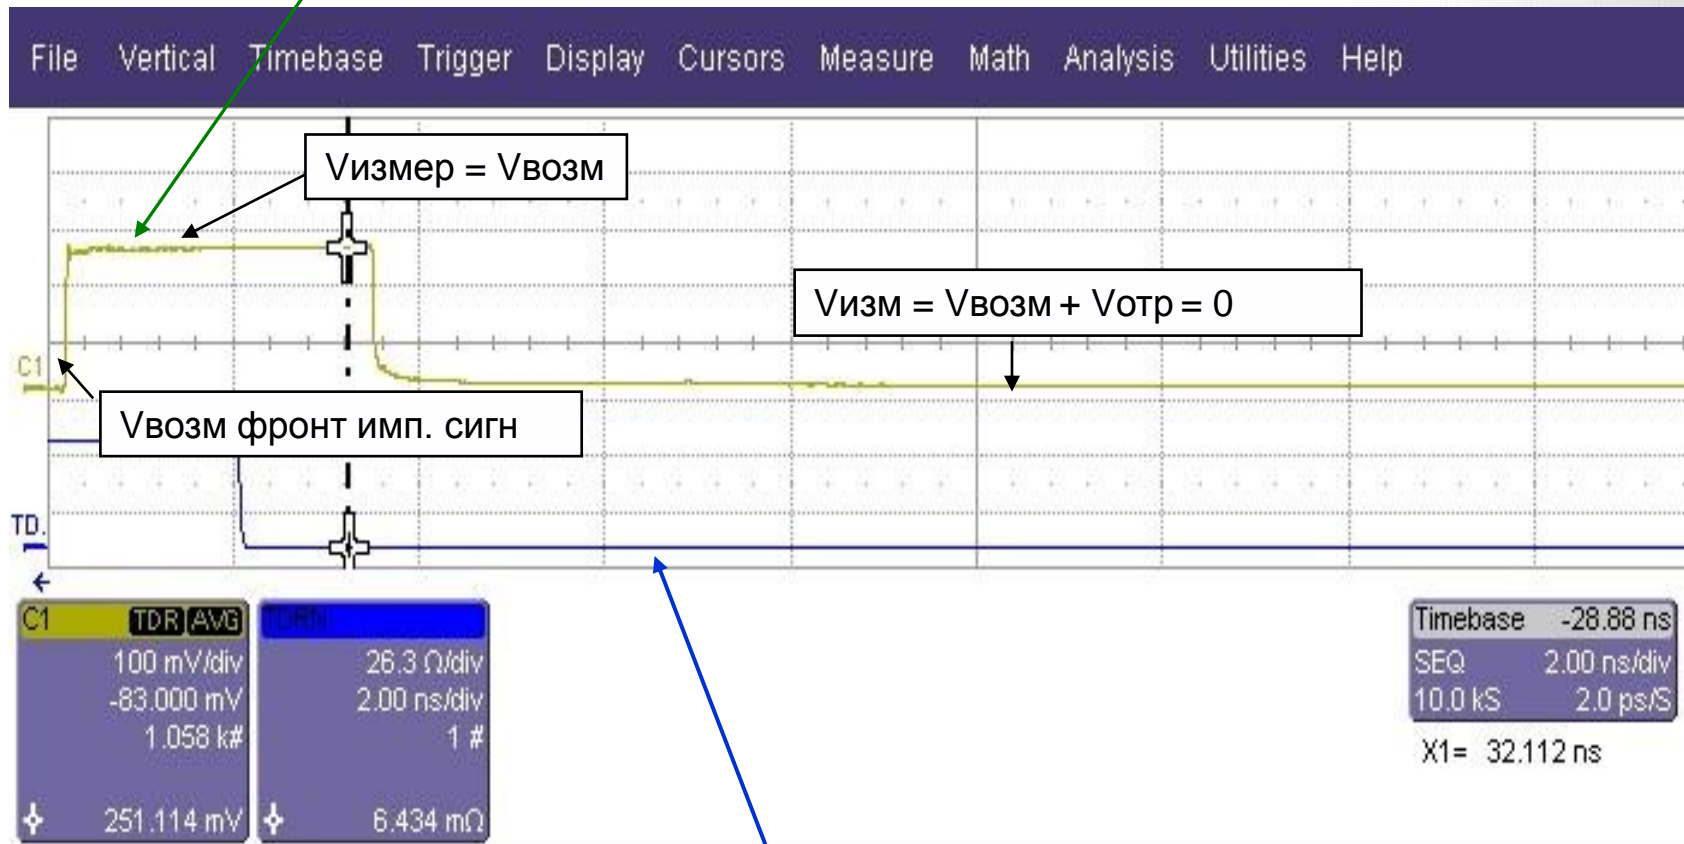 File Vertical Timebase Trigger Display Cursors Measure Math Analysis Utilities Help
Vизмер = Vвозм
Vизм = Vвозм + Vотр = 0
C1
Vвозм фронт имп. сигн
TD.
C1 TDR AVG
100 mV/div
-83.000 mV
1.058 k#
251.114 mV
TDRN
26.3 Ω/div
2.00 ns/div
1 #
6.434 mΩ
Timebase -28.88 ns
SEQ 2.00 ns/div
10.0 kS 2.0 ps/S
X1= 32.112 ns